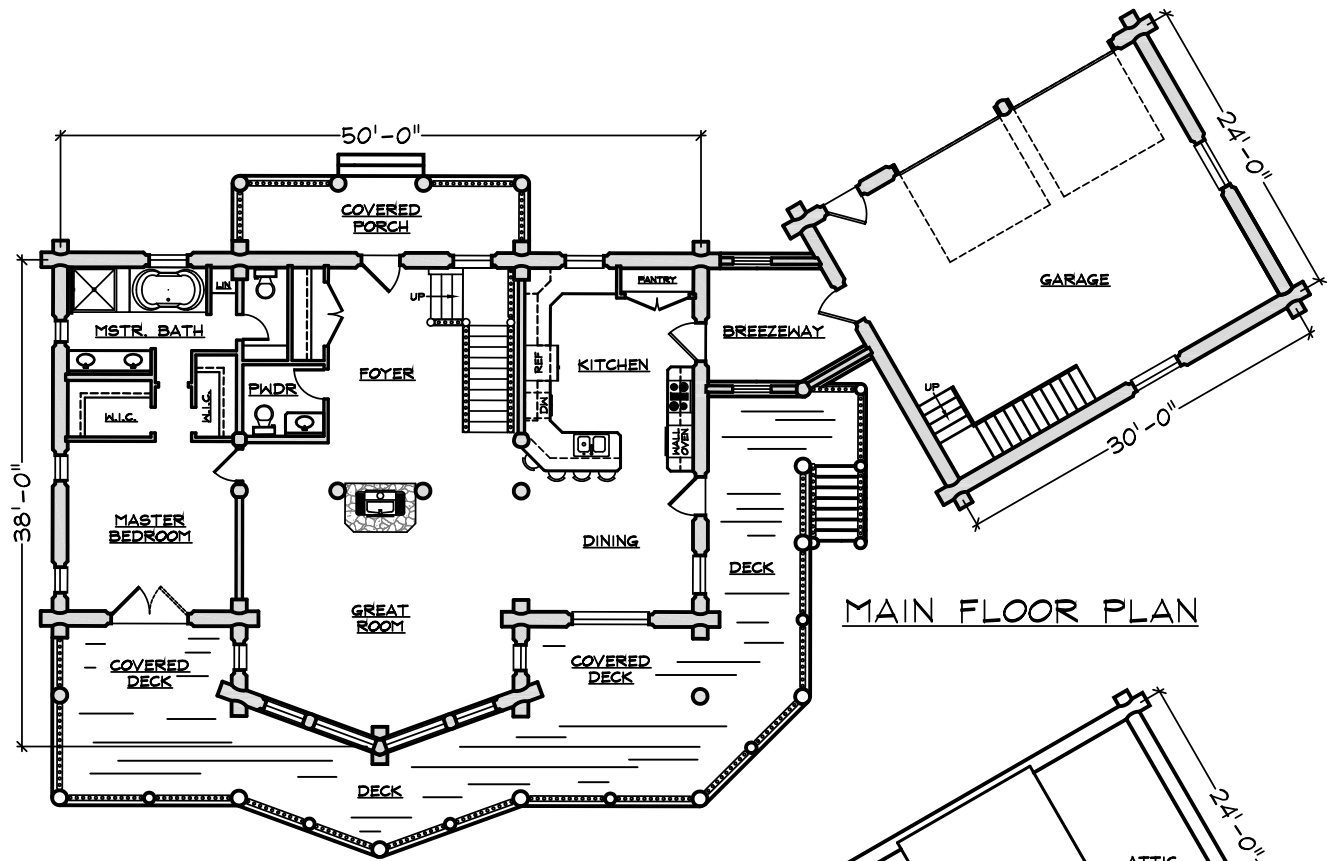 50'-0"
24'-0"
COVERED
PORCH
PANTRY
LIN
UP
GARAGE
MSTR. BATH
BREEZEWAY
REF
KITCHEN
FOYER
PWDR
W.I.C.
W.I.C.
DW
UP
WALL
OVEN
30'-0"
38'-0"
MASTER
BEDROOM
DINING
DECK
GREAT
ROOM
MAIN FLOOR PLAN
COVERED
DECK
COVERED
DECK
DECK
24'-0"
ATTIC